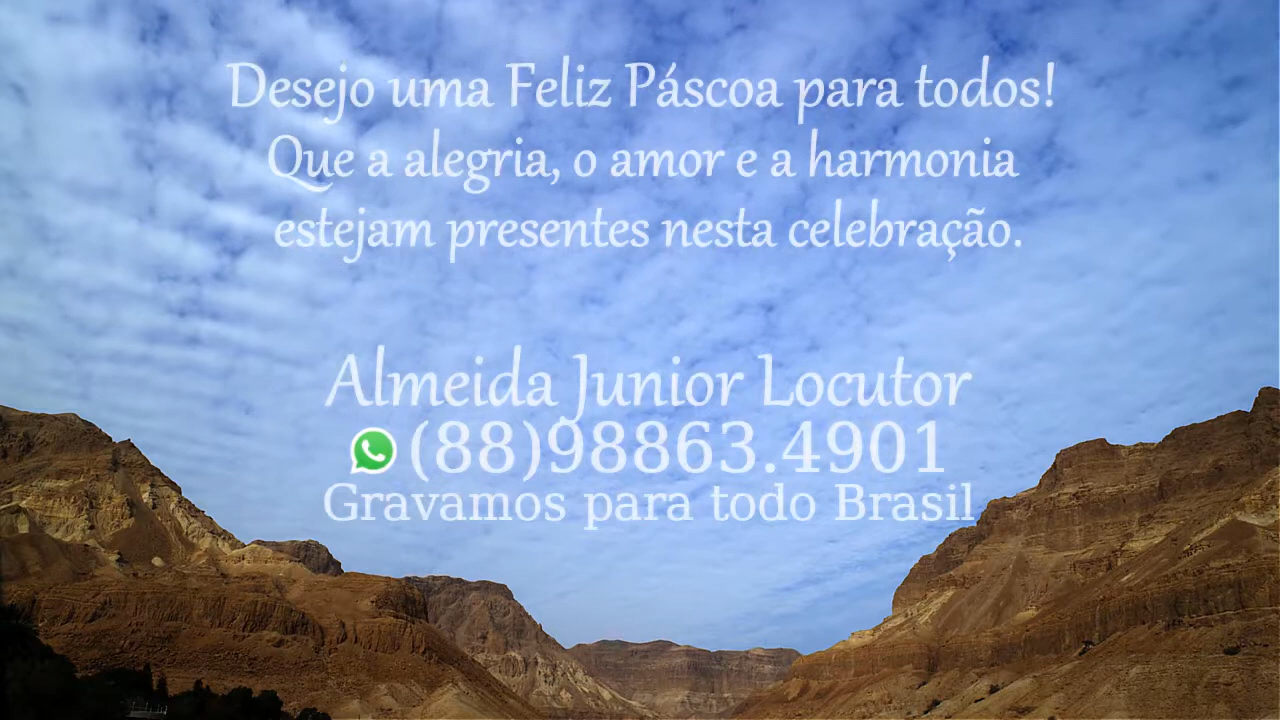 Desejo uma Feliz Páscoa para todos!
Que a alegria, o amor e a harmonia
estejam presentes nesta celebração.
Almeida Junior Locutor
(88)98863.4901
Gravamos para todo Brasil